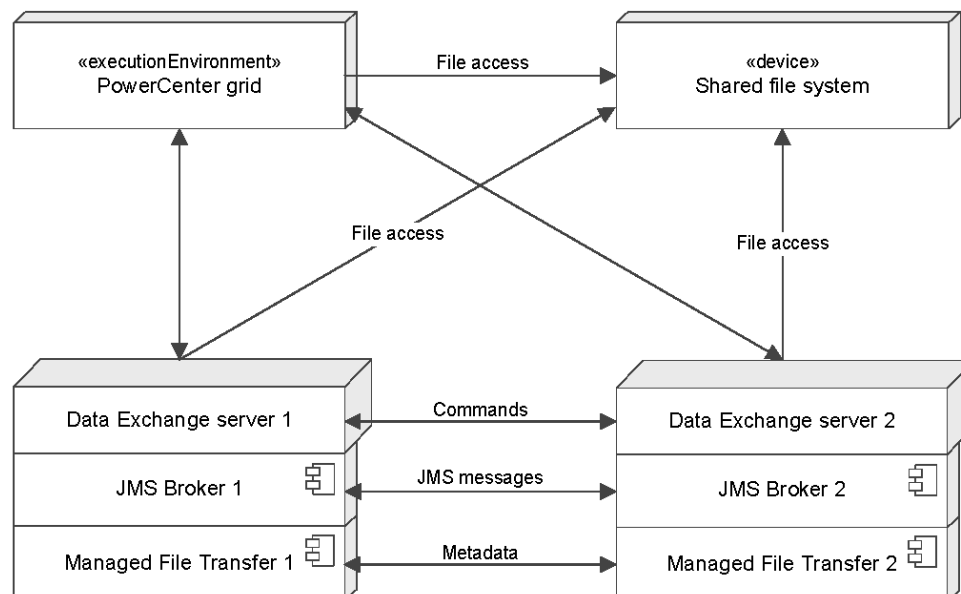 «executionEnvironment»
PowerCenter grid
File access
«device»
Shared file system
File access
File access
Data Exchange server 1
Commands
Data Exchange server 2
JMS Broker 1
JMS messages
JMS Broker 2
Managed File Transfer 1
Metadata
Managed File Transfer 2